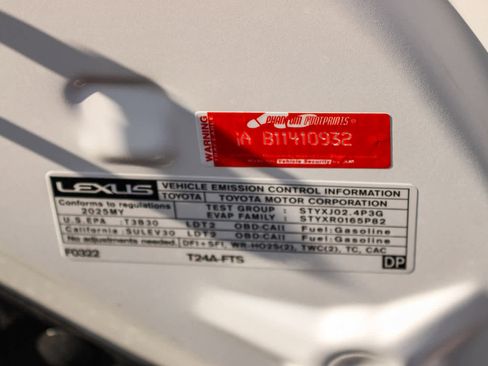 PHANTOM FOOTPRINTS
WARNING
iA B11410932
Vehicle Security
LEXUS VEHICLE EMISSION CONTROL INFORMATION
TOYOTA TOYOTA MOTOR CORPORATION
Conforms to regulations TEST GROUP : STYXJ02.4P3G
2025MY EVAP FAMILY : STYXR0165P82
U.S.EPA T3B30 LDT2 OBD:CAII Fuel:Gasoline
California SULEV30 LDT2 OBD:CAII Fuel:Gasoline
No adjustments needed. DFI+SFI, WR-HO2S(2), TWC(2), TC, CAC
F0322 T24A-FTS DP